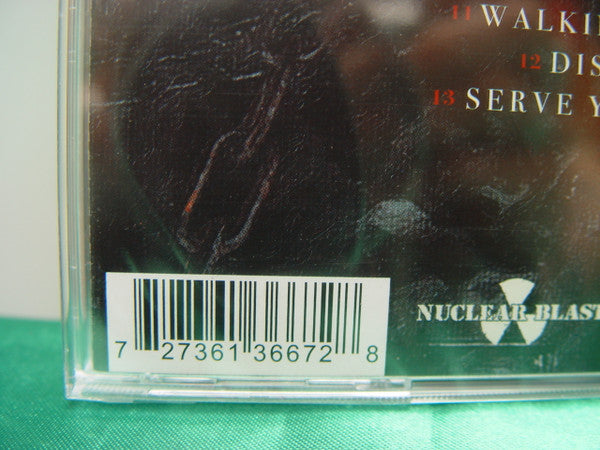 11 WALKI
12 DIS
13 SERVE Y
NUCLEAR BLAST
7 27361 36672 8